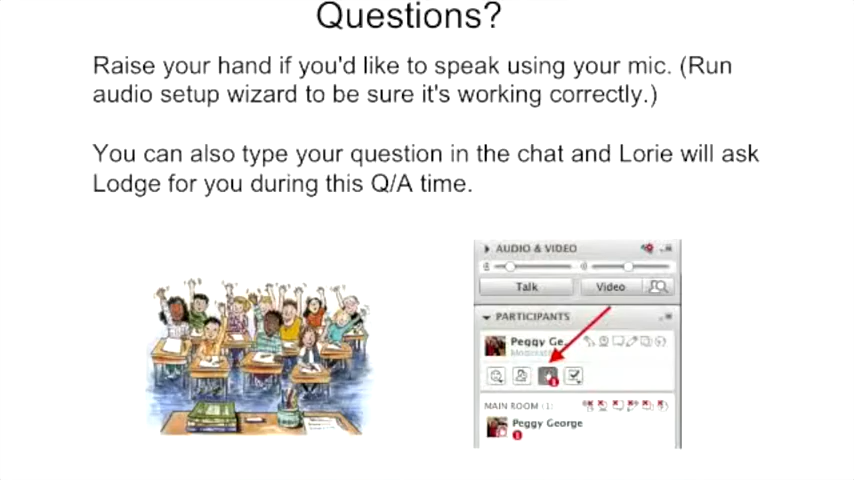 Questions?
Raise your hand if you'd like to speak using your mic. (Run
audio setup wizard to be sure it's working correctly.)
You can also type your question in the chat and Lorie will ask
Lodge for you during this Q/A time.
AUDIO & VIDEO
Talk Video
PARTICIPANTS
Peggy Ge...
MAIN ROOM (1)
Peggy George